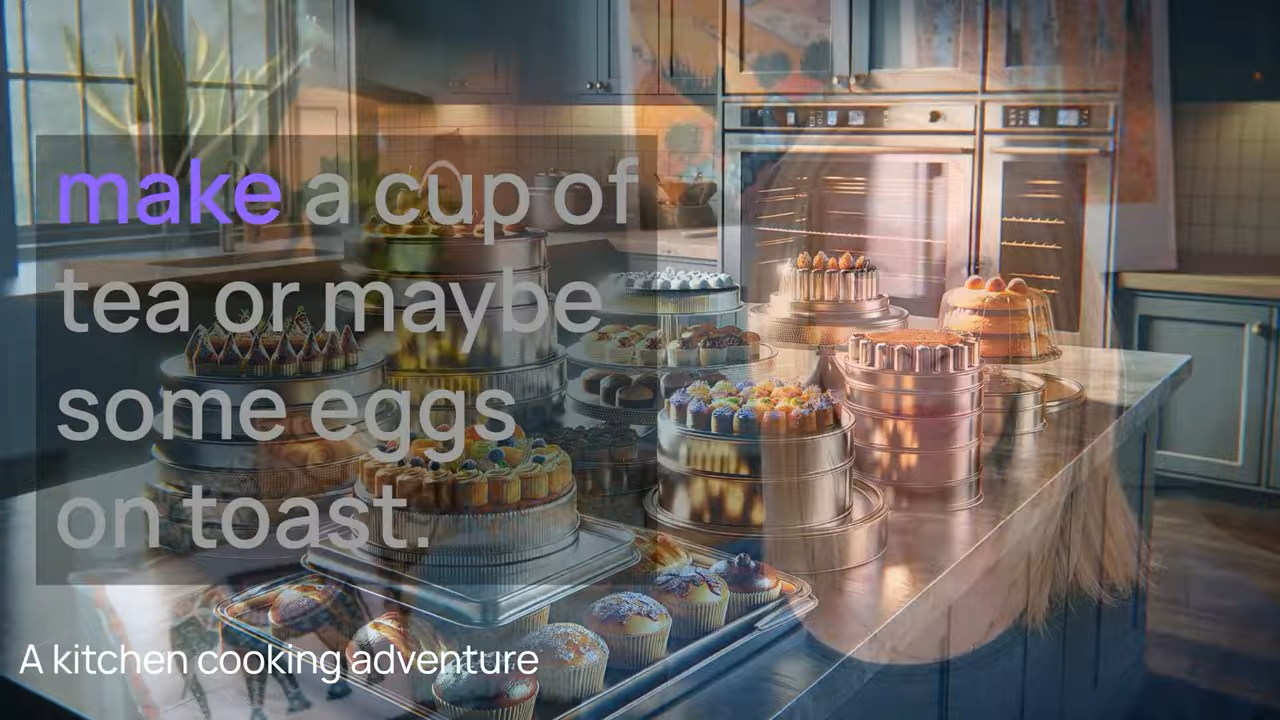 make a cup of
tea or maybe
some eggs
on toast.
A kitchen cooking adventure